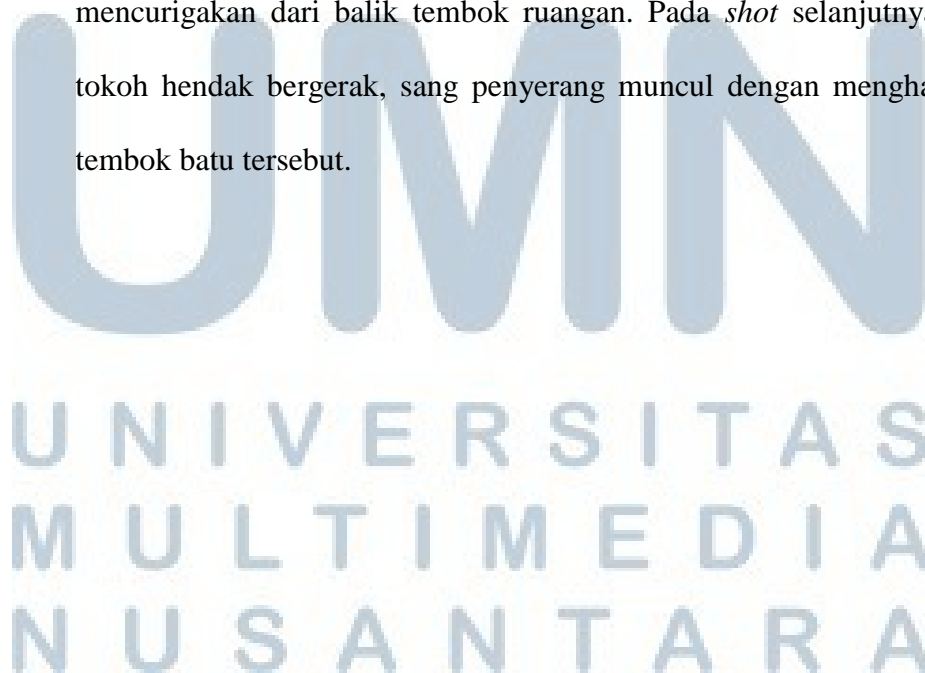 mencurigakan dari balik tembok ruangan. Pada shot selanjutnya
tokoh hendak bergerak, sang penyerang muncul dengan
tembok batu tersebut.
UMN
UNIVERSITAS
MULTIMEDIA
NUSANTARA